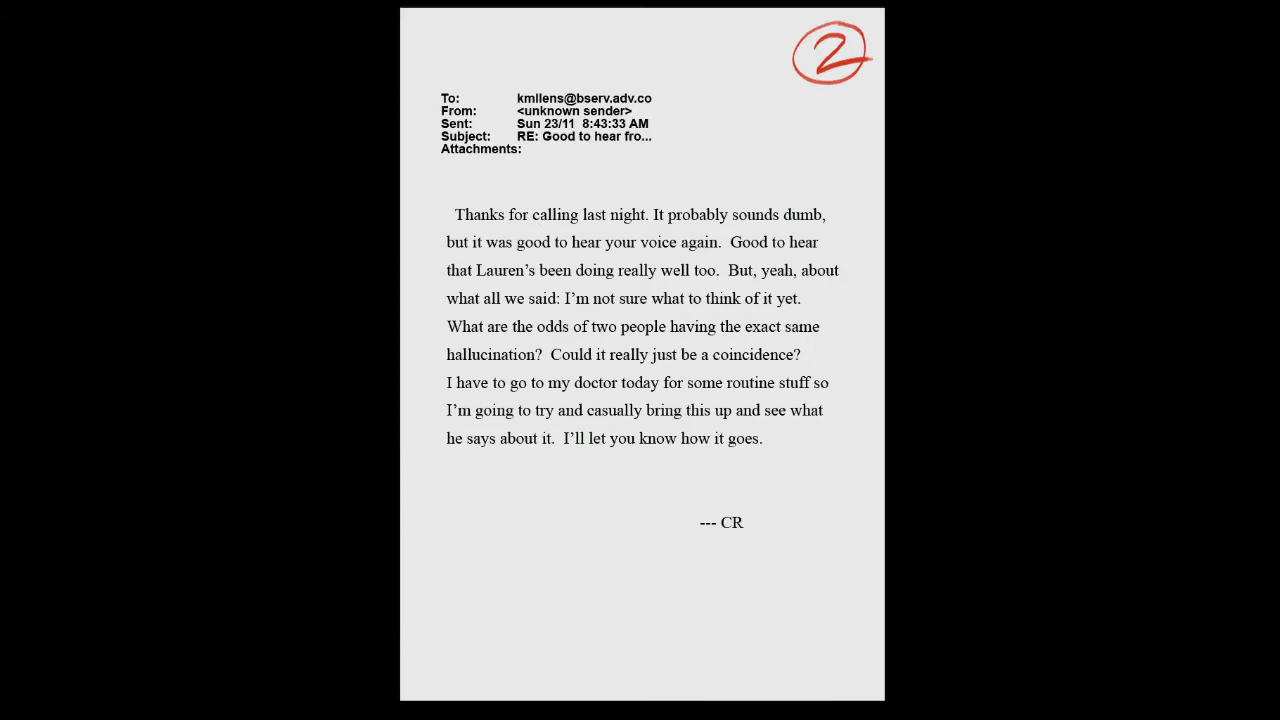 2
To: kmllens@bserv.adv.co
From: <unknown sender>
Sent: Sun 23/11 8:43:33 AM
Subject: RE: Good to hear fro...
Attachments:
Thanks for calling last night. It probably sounds dumb,
but it was good to hear your voice again.  Good to hear
that Lauren’s been doing really well too.  But, yeah, about
what all we said: I’m not sure what to think of it yet.
What are the odds of two people having the exact same
hallucination?  Could it really just be a coincidence?
I have to go to my doctor today for some routine stuff so
I’m going to try and casually bring this up and see what
he says about it.  I’ll let you know how it goes.
--- CR